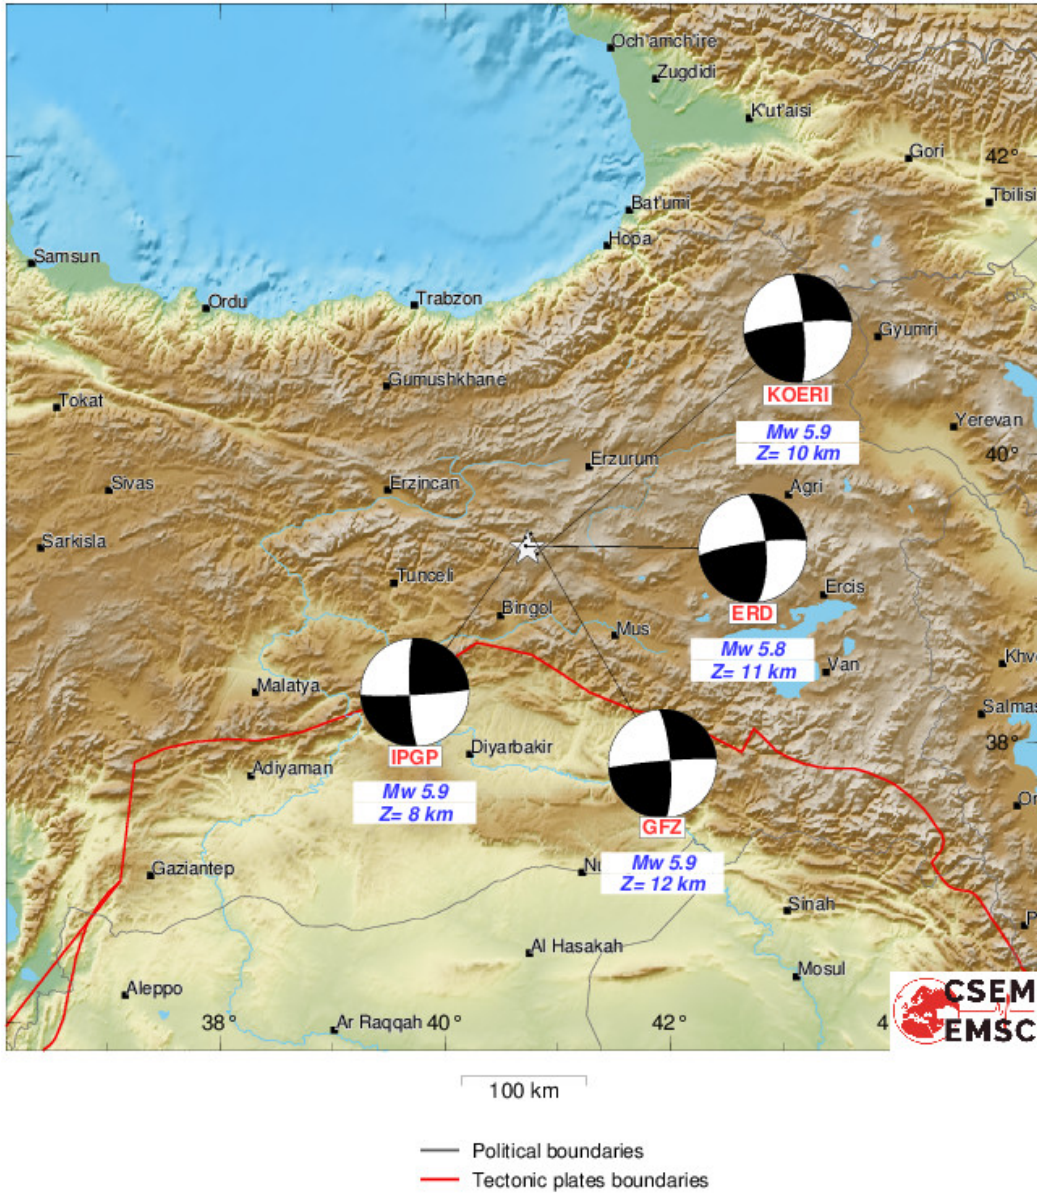 Och'amch'ire
Zugdidi
K'ut'aisi
Gori
42°
Tbilisi
Bat'umi
Hopa
Samsun
Ordu
Trabzon
Gyumri
Gumushkhane
KOERI
Tokat
Yerevan
Mw 5.9
Z= 10 km
40°
Erzurum
Sivas
Erzincan
Agri
Sarkisla
Tunceli
Ercis
Bingol
ERD
Mus
Mw 5.8
Z= 11 km
Van
Khv
Malatya
Salmas
38°
IPGP
Diyarbakir
Adiyaman
Mw 5.9
Z= 8 km
Or
GFZ
Mw 5.9
Z= 12 km
Gaziantep
Nu
Sinah
P
Al Hasakah
Mosul
Aleppo
CSEM
EMSC
38°
Ar Raqqah
40°
42°
4
100 km
Political boundaries
Tectonic plates boundaries